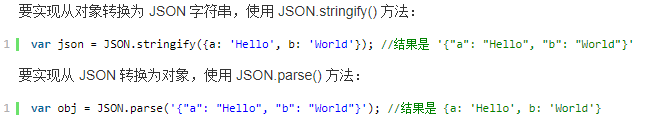 要实现从对象转换为 JSON 字符串，使用 JSON.stringify() 方法：
1 var json = JSON.stringify({a: 'Hello', b: 'World'}); //结果是 '{"a": "Hello", "b": "World"}'
要实现从 JSON 转换为对象，使用 JSON.parse() 方法：
1 var obj = JSON.parse('{"a": "Hello", "b": "World"}'); //结果是 {a: 'Hello', b: 'World'}